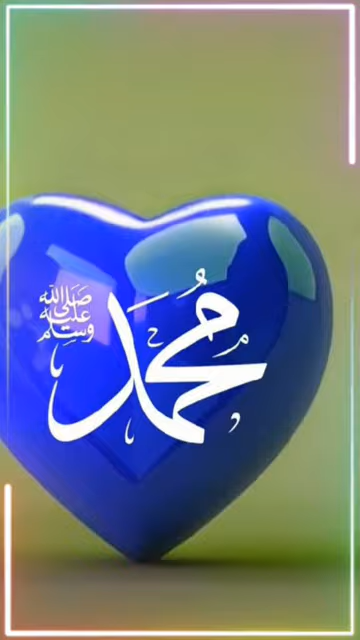 محمد
صلى الله
عليه
وسلم